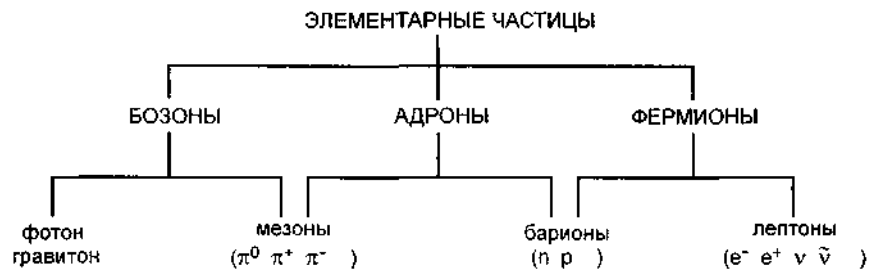 ЭЛЕМЕНТАРНЫЕ ЧАСТИЦЫ
БОЗОНЫ АДРОНЫ ФЕРМИОНЫ
фотон мезоны барионы лептоны
гравитон (π⁰ π⁺ π⁻ ) (n p ) (e⁻ e⁺ ν ν̃ )